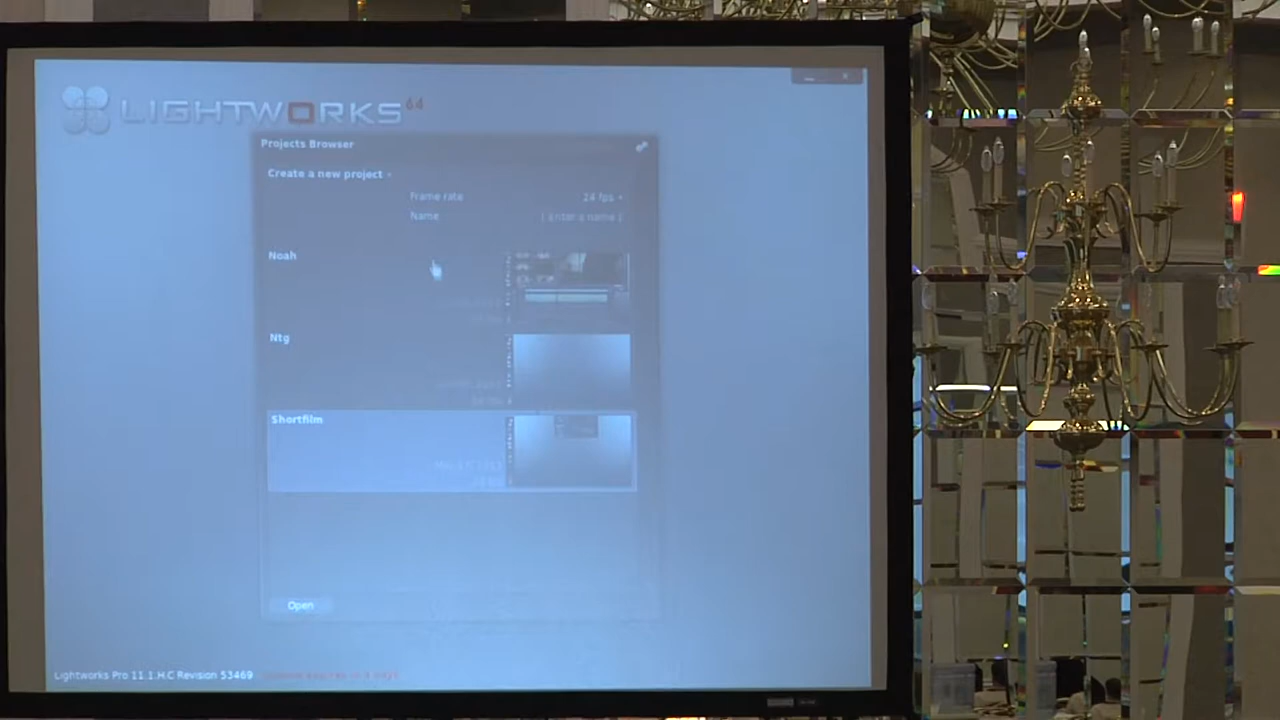 LIGHTWORKS 64
Projects Browser
Create a new project
Frame rate 24 fps
Name ( Enter a name )
Noah
Ntg
Shortfilm
Open
Lightworks Pro 11.1.H.C Revision 53469